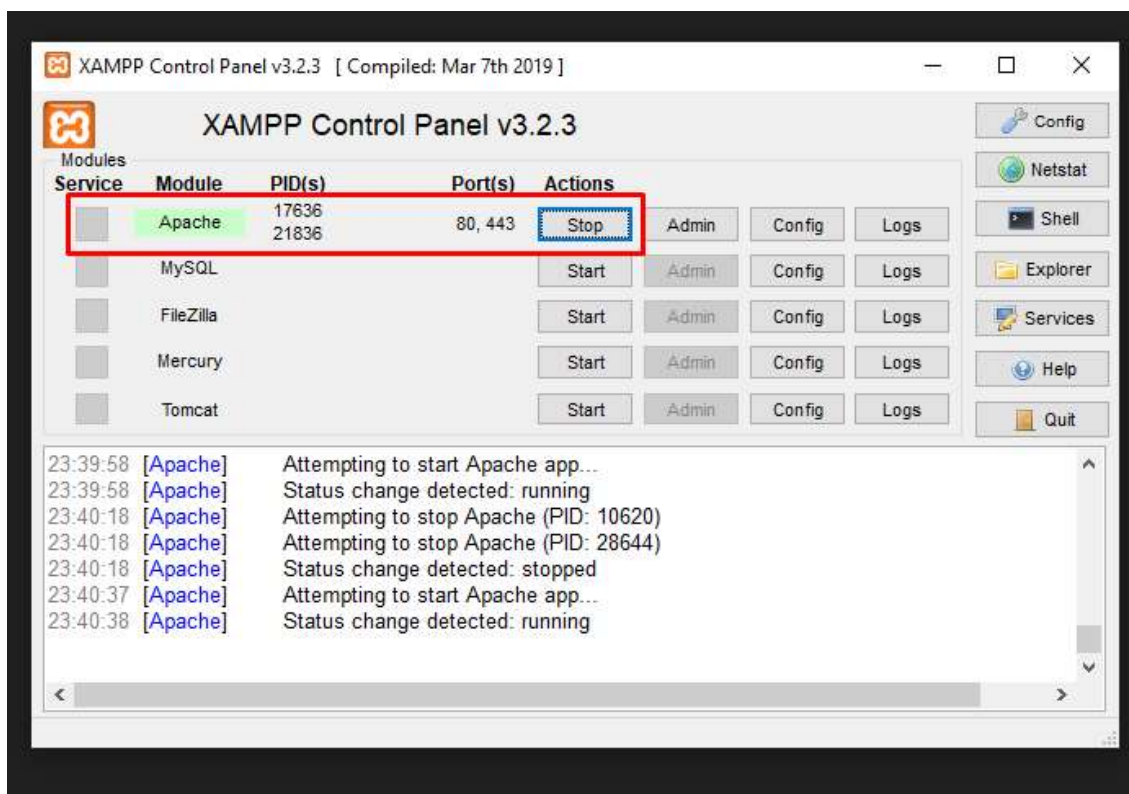 XAMPP Control Panel v3.2.3 [ Compiled: Mar 7th 2019 ]
XAMPP Control Panel v3.2.3
Config
Modules
Netstat
Service Module PID(s) Port(s) Actions
Apache 17636 21836 80, 443 Stop Admin Config Logs
Shell
MySQL Start Admin Config Logs
Explorer
FileZilla Start Admin Config Logs
Services
Mercury Start Admin Config Logs
Help
Tomcat Start Admin Config Logs
Quit
23:39:58 [Apache] Attempting to start Apache app...
23:39:58 [Apache] Status change detected: running
23:40:18 [Apache] Attempting to stop Apache (PID: 10620)
23:40:18 [Apache] Attempting to stop Apache (PID: 28644)
23:40:18 [Apache] Status change detected: stopped
23:40:37 [Apache] Attempting to start Apache app...
23:40:38 [Apache] Status change detected: running